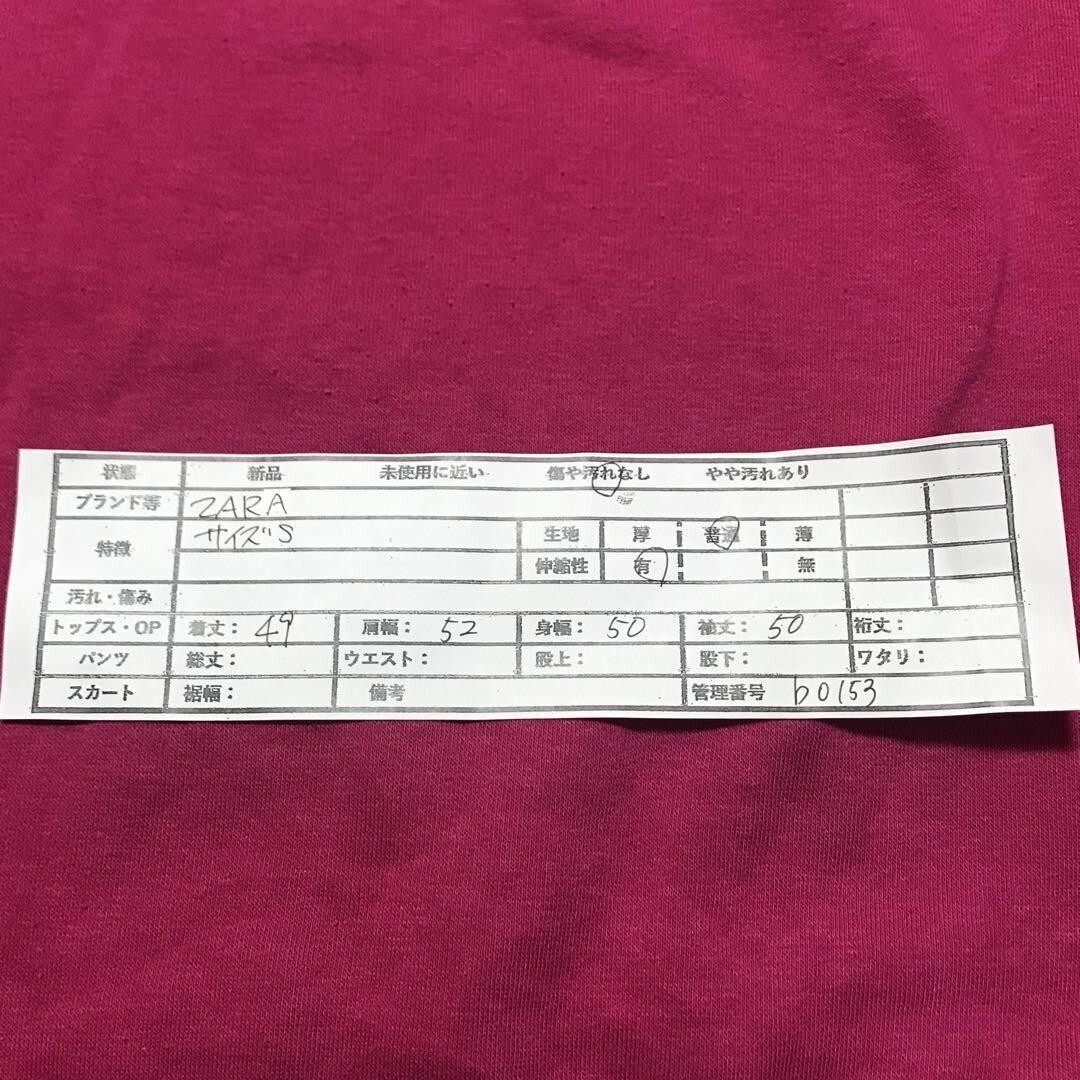 状態 新品 未使用に近い 傷や汚れなし やや汚れあり
ブランド等 ZARA
特徴 サイズS 生地 厚 普通 薄
伸縮性 有 無
汚れ・傷み
トップス・OP 着丈： 49 肩幅： 52 身幅： 50 袖丈： 50 裄丈：
パンツ 総丈： ウエスト： 股上： 股下： ワタリ：
スカート 裾幅： 備考 管理番号 b0153